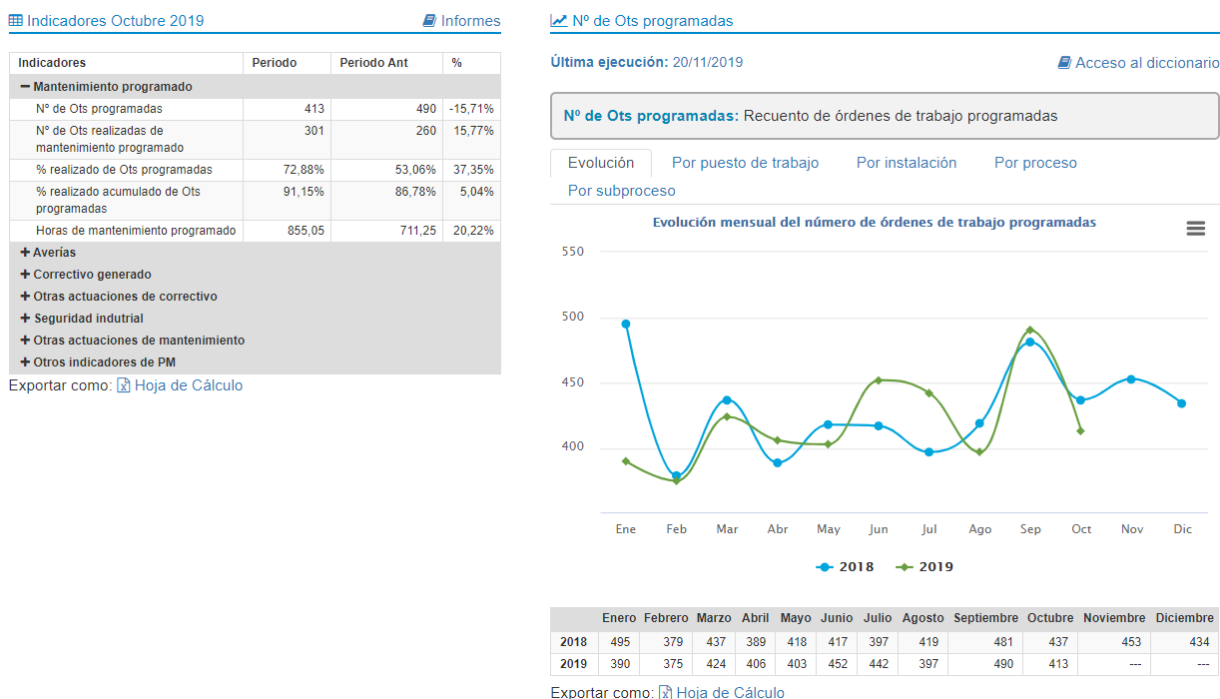 Indicadores Octubre 2019 Informes
Indicadores Periodo Periodo Ant %
Mantenimiento programado
Nº de Ots programadas 413 490 -15,71%
Nº de Ots realizadas de
mantenimiento programado 301 260 15,77%
% realizado de Ots programadas 72,88% 53,06% 37,35%
% realizado acumulado de Ots
programadas 91,15% 86,78% 5,04%
Horas de mantenimiento programado 855,05 711,25 20,22%
Averías
Correctivo generado
Otras actuaciones de correctivo
Seguridad indutrial
Otras actuaciones de mantenimiento
Otros indicadores de PM
Exportar como: Hoja de Cálculo
Nº de Ots programadas
Última ejecución: 20/11/2019 Acceso al diccionario
Nº de Ots programadas: Recuento de órdenes de trabajo programadas
Evolución Por puesto de trabajo Por instalación Por proceso
Por subproceso
Evolución mensual del número de órdenes de trabajo programadas
550
500
450
400
Ene Feb Mar Abr May Jun Jul Ago Sep Oct Nov Dic
2018 2019
Enero Febrero Marzo Abril Mayo Junio Julio Agosto Septiembre Octubre Noviembre Diciembre
2018 495 379 437 389 418 417 397 419 481 437 453 434
2019 390 375 424 406 403 452 442 397 490 413 --- ---
Exportar como: Hoja de Cálculo